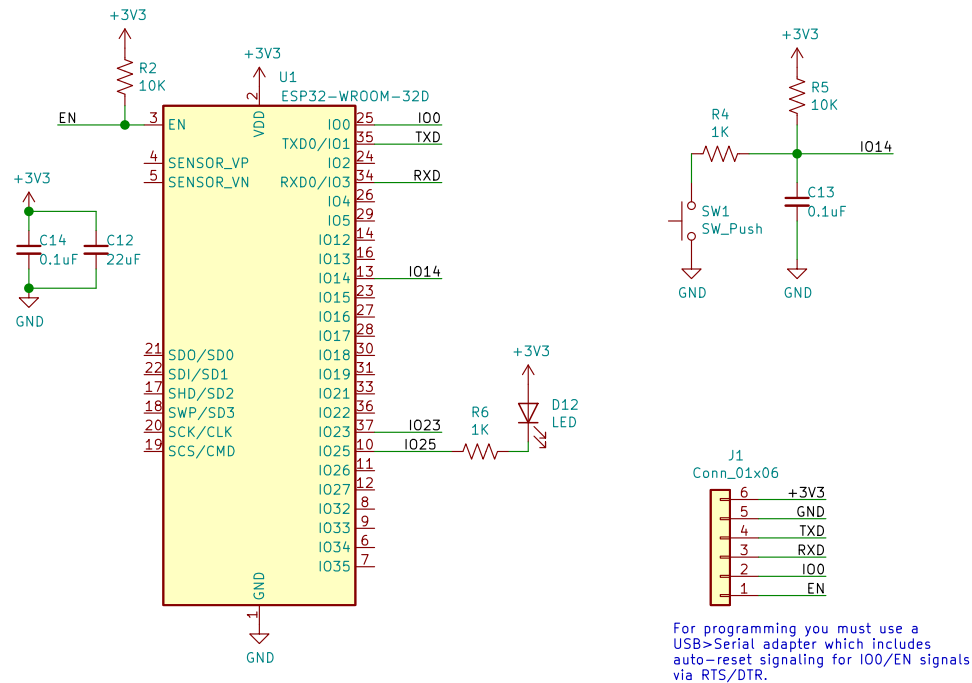 +3V3
R2
10K
EN
+3V3
C14
0.1uF
C12
22uF
GND
+3V3
U1
ESP32-WROOM-32D
2
VDD
3 EN
4 SENSOR_VP
5 SENSOR_VN
21 SDO/SD0
22 SDI/SD1
17 SHD/SD2
18 SWP/SD3
20 SCK/CLK
19 SCS/CMD
IO0 25 IO0
TXD0/IO1 35 TXD
IO2 24
RXD0/IO3 34 RXD
IO4 26
IO5 29
IO12 14
IO13 16
IO14 13 IO14
IO15 23
IO16 27
IO17 28
IO18 30
IO19 31
IO21 33
IO22 36
IO23 37 IO23
IO25 10 IO25
IO26 11
IO27 12
IO32 8
IO33 9
IO34 6
IO35 7
GND
1
GND
+3V3
D12
LED
R6
1K
+3V3
R5
10K
R4
1K
IO14
C13
0.1uF
SW1
SW_Push
GND
GND
J1
Conn_01x06
6 +3V3
5 GND
4 TXD
3 RXD
2 IO0
1 EN
For programming you must use a
USB>Serial adapter which includes
auto-reset signaling for IO0/EN signals
via RTS/DTR.